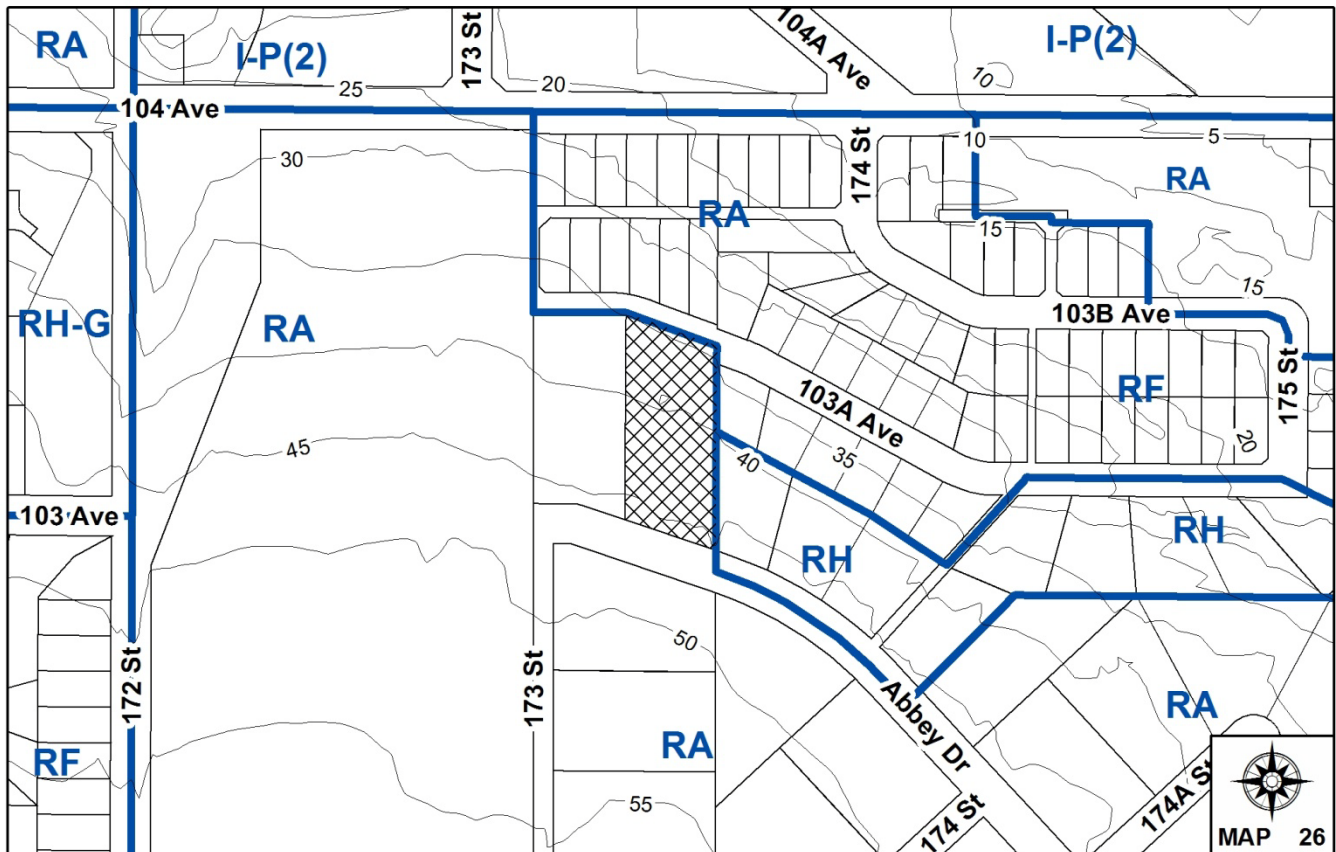 RA
I-P(2)
173 St
104A Ave
I-P(2)
25
20
10
104 Ave
10
5
30
174 St
RA
RA
15
15
RH-G
RA
103B Ave
RF
175 St
103A Ave
45
40
35
20
103 Ave
RH
RH
172 St
173 St
50
Abbey Dr
RA
RA
RF
55
174 St
174A St
MAP 26